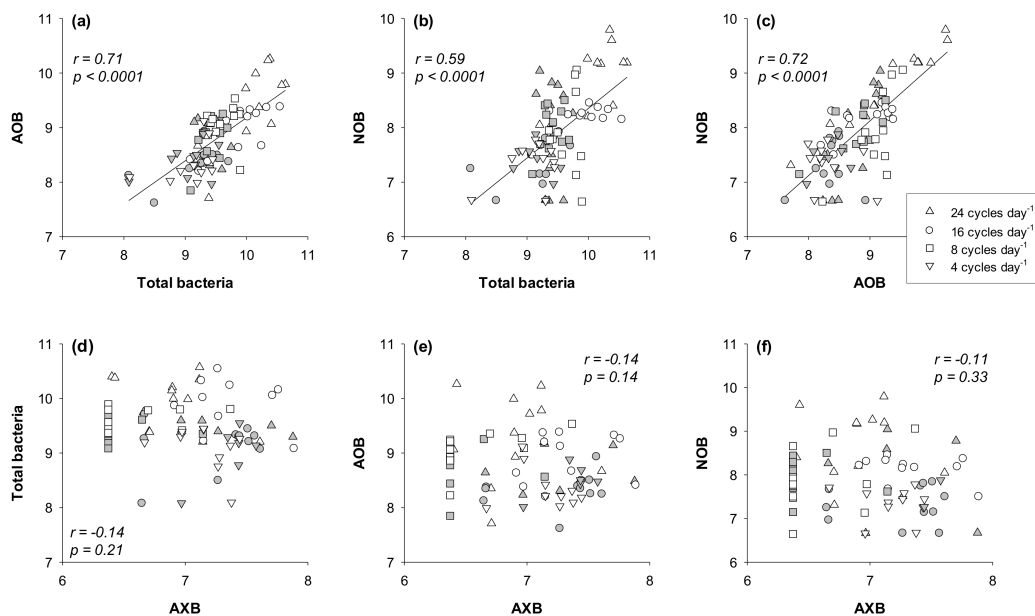 (a)
r = 0.71
p < 0.0001
AOB
11
10
9
8
7
7 8 9 10 11
Total bacteria
(b)
r = 0.59
p < 0.0001
NOB
11
10
9
8
7
6
7 8 9 10 11
Total bacteria
(c)
r = 0.72
p < 0.0001
NOB
11
10
9
8
7
6
7 8 9 10
AOB
24 cycles day-1
16 cycles day-1
8 cycles day-1
4 cycles day-1
(d)
r = -0.14
p = 0.21
Total bacteria
11
10
9
8
7
6 7 8
AXB
(e)
r = -0.14
p = 0.14
AOB
11
10
9
8
7
6 7 8
AXB
(f)
r = -0.11
p = 0.33
NOB
11
10
9
8
7
6
6 7 8
AXB